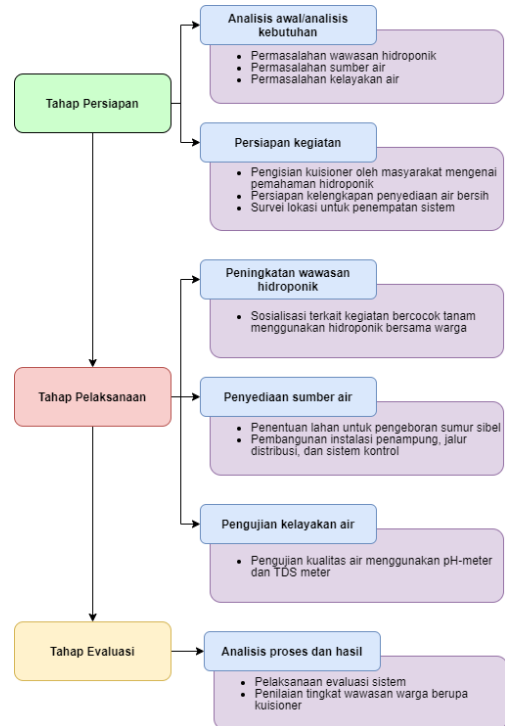 Analisis awal/analisis
kebutuhan
Permasalahan wawasan hidroponik
Permasalahan sumber air
Permasalahan kelayakan air
Tahap Persiapan
Persiapan kegiatan
Pengisian kuisioner oleh masyarakat mengenai
pemahaman hidroponik
Persiapan kelengkapan penyediaan air bersih
Survei lokasi untuk penempatan sistem
Peningkatan wawasan
hidroponik
Sosialisasi terkait kegiatan bercocok tanam
menggunakan hidroponik bersama warga
Tahap Pelaksanaan
Penyediaan sumber air
Penentuan lahan untuk pengeboran sumur sibel
Pembangunan instalasi penampung, jalur
distribusi, dan sistem kontrol
Pengujian kelayakan air
Pengujian kualitas air menggunakan pH-meter
dan TDS meter
Tahap Evaluasi
Analisis proses dan hasil
Pelaksanaan evaluasi sistem
Penilaian tingkat wawasan warga berupa
kuisioner